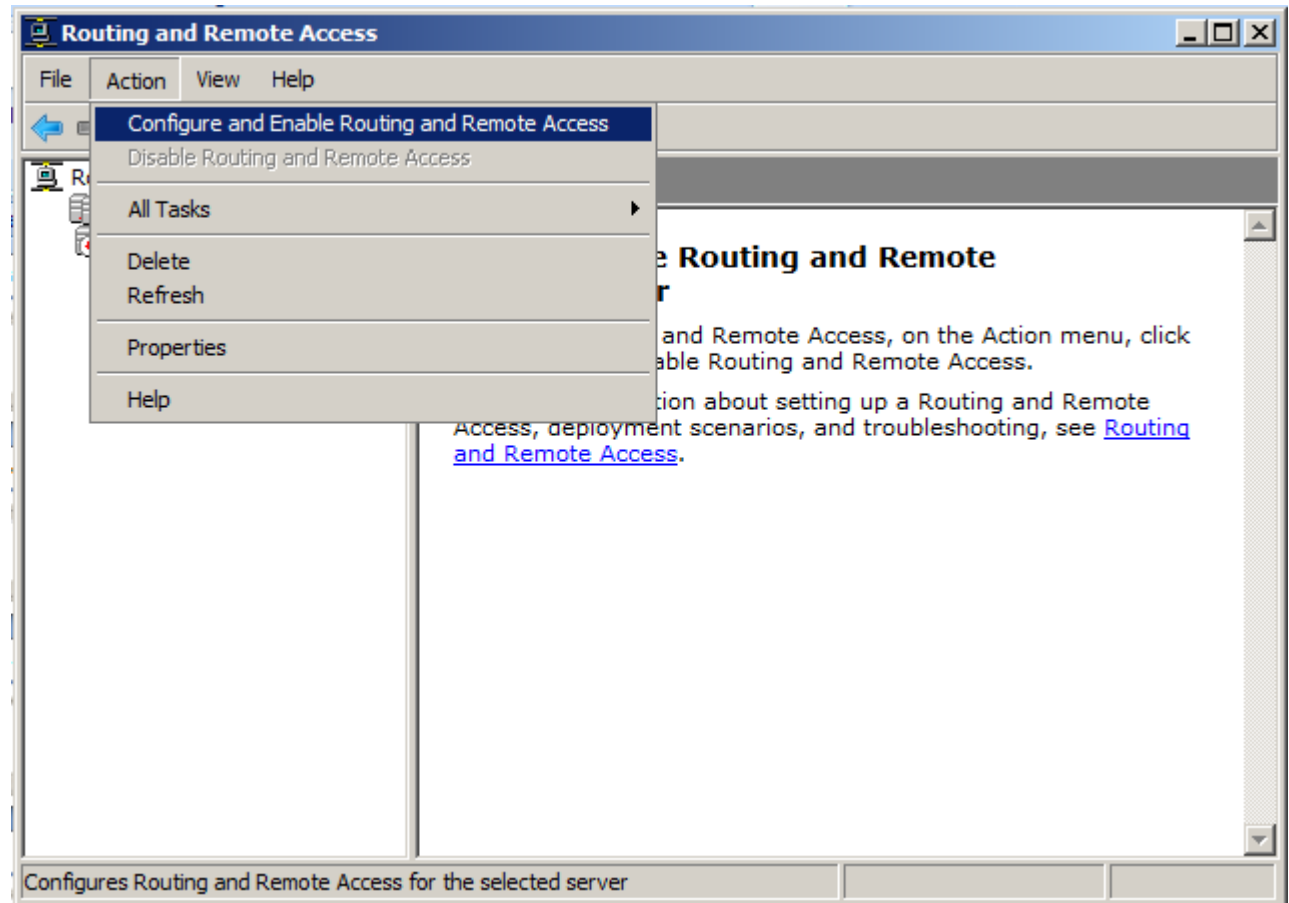 Routing and Remote Access
File Action View Help
Configure and Enable Routing and Remote Access
Disable Routing and Remote Access
All Tasks
Delete
Refresh
Properties
Help
Routing and Remote
and Remote Access, on the Action menu, click
Routing and Remote Access.
about setting up a Routing and Remote
Access, deployment scenarios, and troubleshooting, see Routing
and Remote Access.
Configures Routing and Remote Access for the selected server